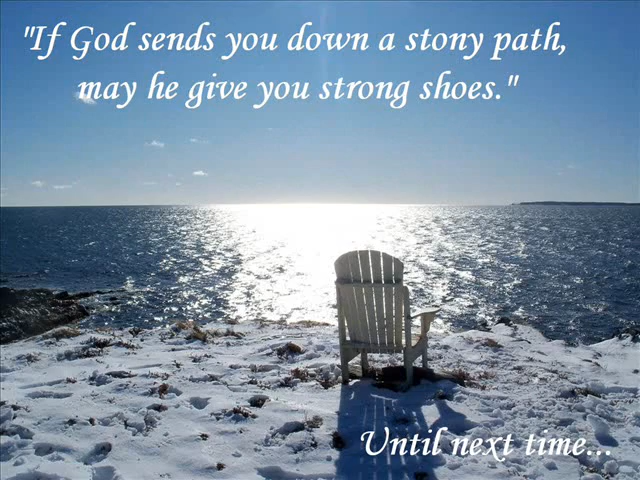 "If God sends you down a stony path,
may he give you strong shoes."
Until next time...